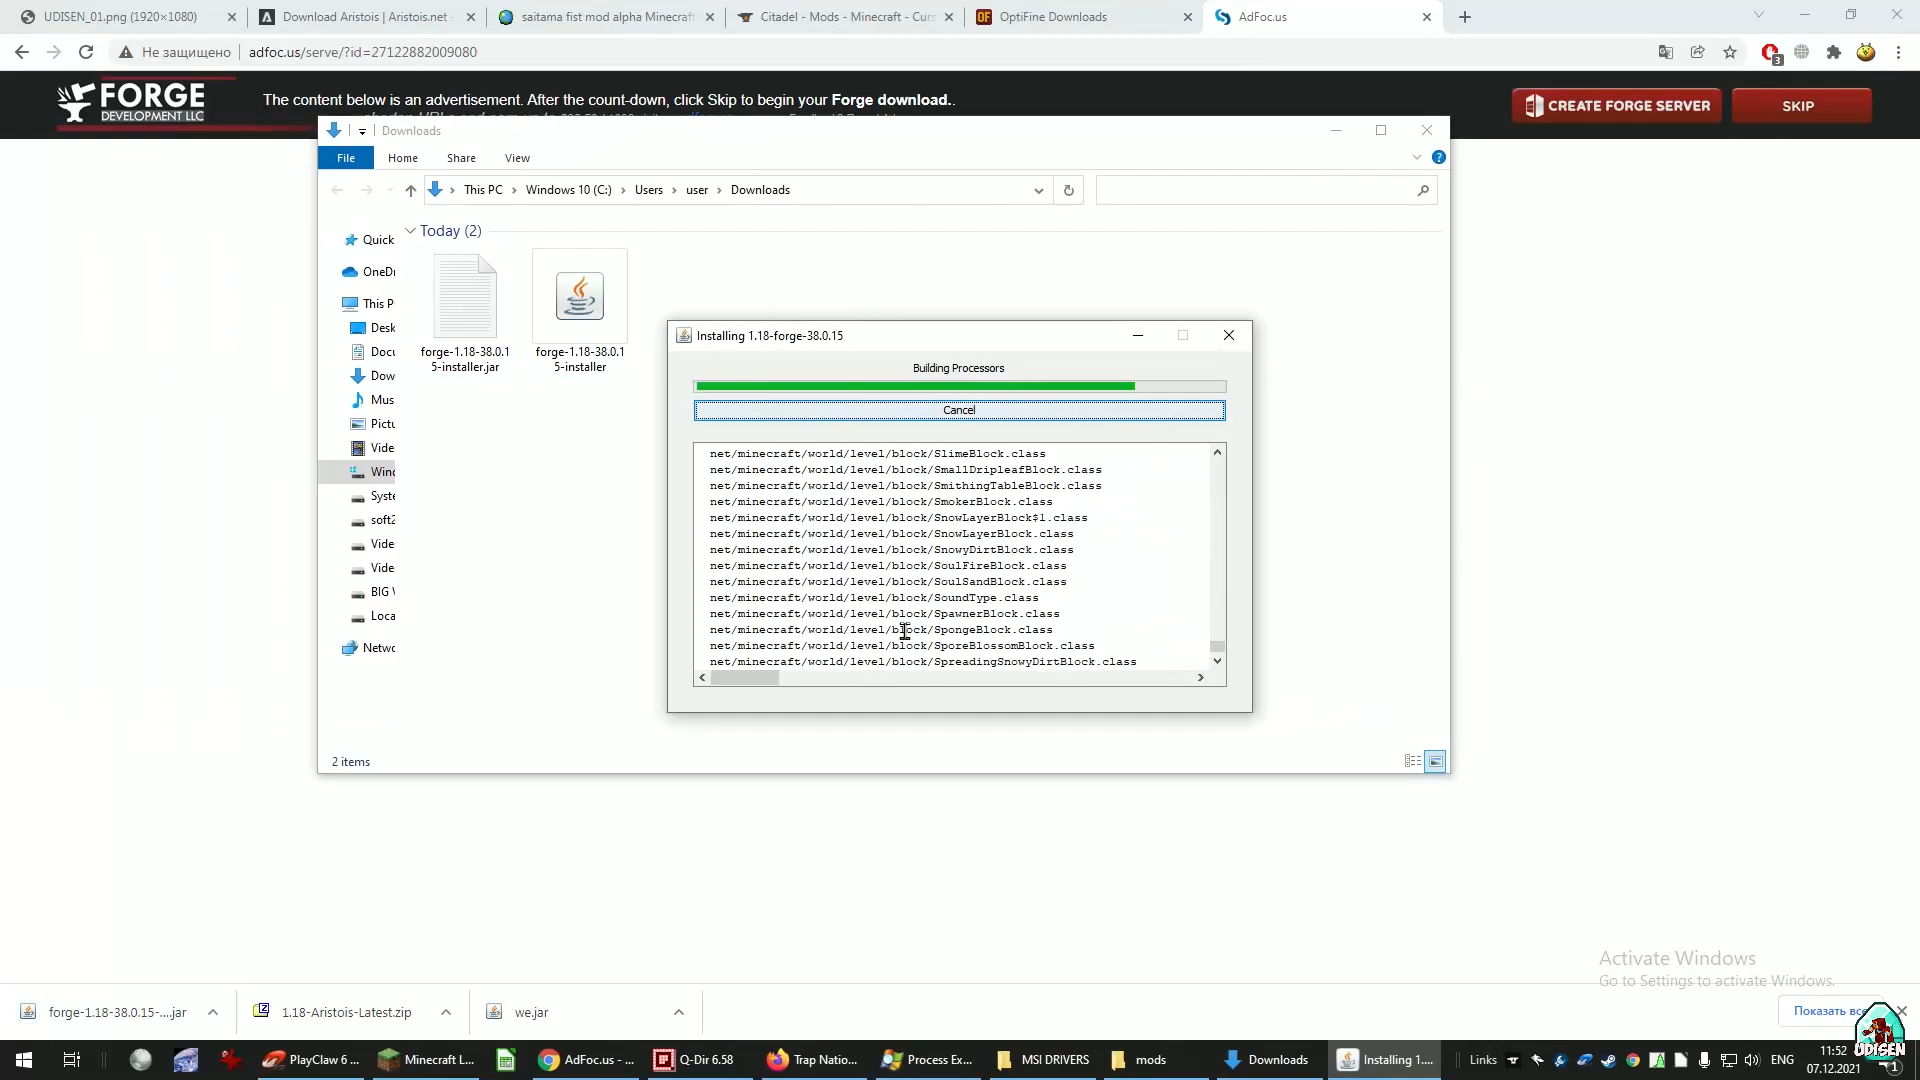 UDISEN_01.png (1920×1080)
Download Aristois | Aristois.net -
saitama fist mod alpha Minecraft
Citadel - Mods - Minecraft - Curs
OptiFine Downloads
AdFoc.us
Не защищено
adfoc.us/serve/?id=27122882009080
3
FORGE
DEVELOPMENT LLC
The content below is an advertisement. After the count-down, click Skip to begin your Forge download..
CREATE FORGE SERVER
SKIP
Downloads
File
Home
Share
View
This PC
Windows 10 (C:)
Users
user
Downloads
Quick
OneDr
This P
Desk
Docu
Dow
Mus
Pictu
Vide
Wind
Syste
soft2
Vide
Vide
BIG V
Loca
Netwo
Today (2)
forge-1.18-38.0.1
5-installer.jar
forge-1.18-38.0.1
5-installer
2 items
Installing 1.18-forge-38.0.15
Building Processors
Cancel
net/minecraft/world/level/block/SlimeBlock.class
net/minecraft/world/level/block/SmallDripleafBlock.class
net/minecraft/world/level/block/SmithingTableBlock.class
net/minecraft/world/level/block/SmokerBlock.class
net/minecraft/world/level/block/SnowLayerBlock$1.class
net/minecraft/world/level/block/SnowLayerBlock.class
net/minecraft/world/level/block/SnowyDirtBlock.class
net/minecraft/world/level/block/SoulFireBlock.class
net/minecraft/world/level/block/SoulSandBlock.class
net/minecraft/world/level/block/SoundType.class
net/minecraft/world/level/block/SpawnerBlock.class
net/minecraft/world/level/block/SpongeBlock.class
net/minecraft/world/level/block/SporeBlossomBlock.class
net/minecraft/world/level/block/SpreadingSnowyDirtBlock.class
Activate Windows
Go to Settings to activate Windows.
forge-1.18-38.0.15-....jar
1.18-Aristois-Latest.zip
we.jar
Показать все
UDISEN
PlayClaw 6 ...
Minecraft L...
AdFoc.us - ...
Q-Dir 6.58
Trap Natio...
Process Ex...
MSI DRIVERS
mods
Downloads
Installing 1....
Links
ENG
11:52
07.12.2021
1